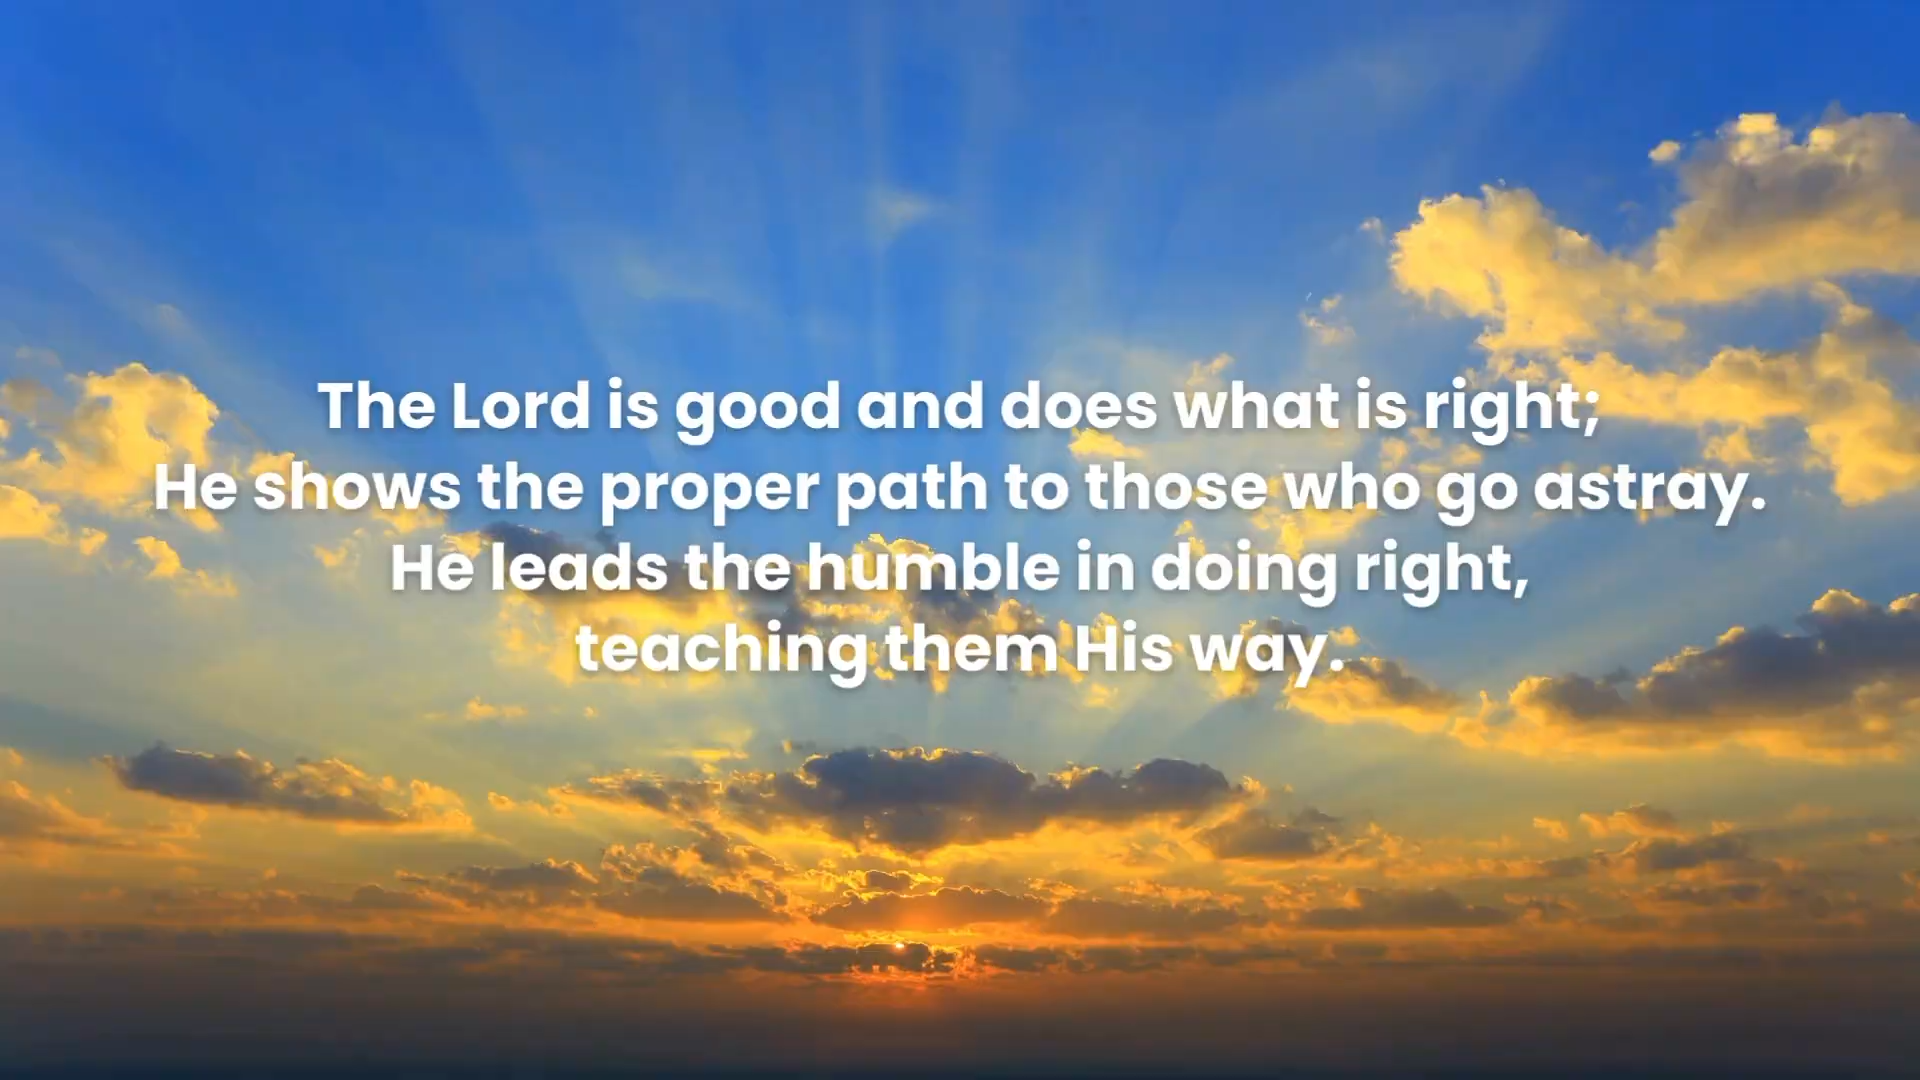 The Lord is good and does what is right;
He shows the proper path to those who go astray.
He leads the humble in doing right,
teaching them His way.